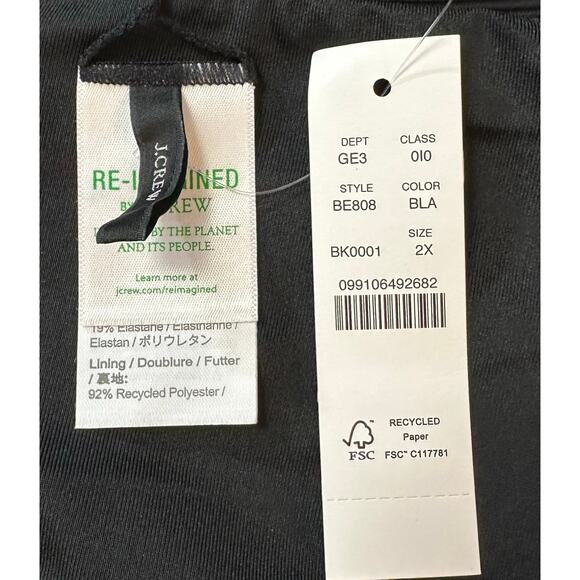 J.CREW
RE-I INED
BY REW
BY THE PLANET
AND ITS PEOPLE.
Learn more at
jcrew.com/reimagined
19% Elastane / Elasthanne /
Elastan / ポリウレタン
Lining / Doublure / Futter
/ 裏地:
92% Recycled Polyester /
DEPT CLASS
GE3 0I0
STYLE COLOR
BE808 BLA
SIZE
BK0001 2X
099106492682
FSC
RECYCLED
Paper
FSC™ C117781